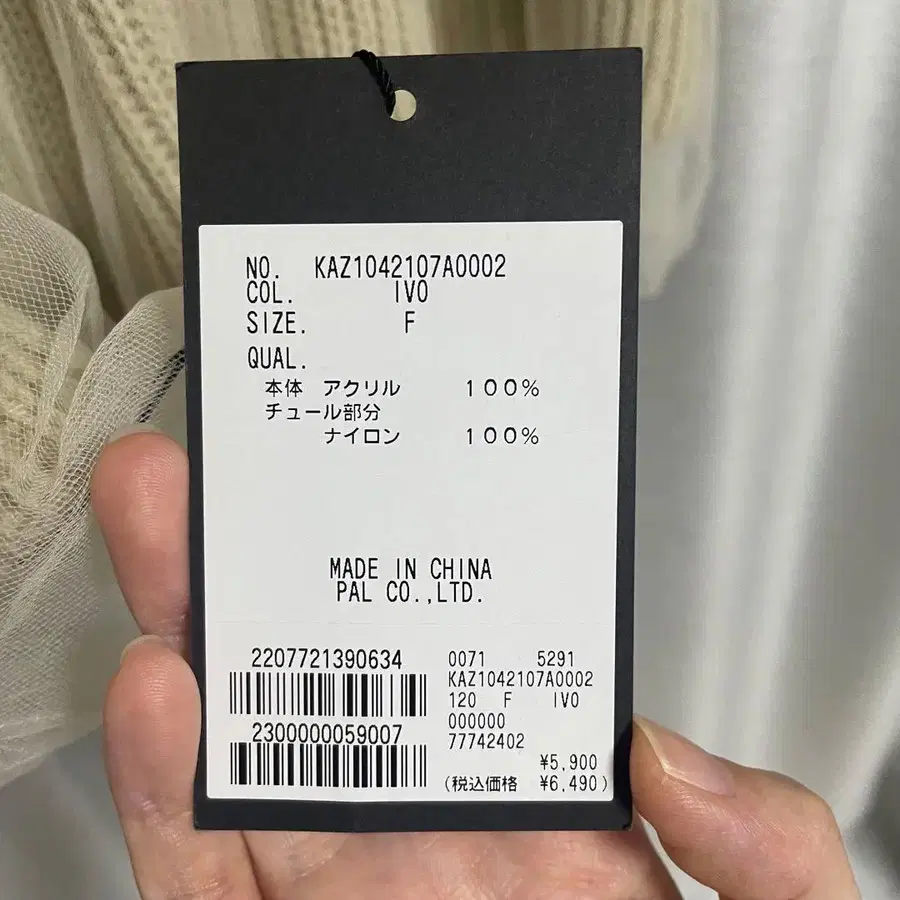 NO. KAZ1042107A0002
COL. IVO
SIZE. F
QUAL.
本体 アクリル 100%
チュール部分
ナイロン 100%
MADE IN CHINA
PAL CO.,LTD.
2207721390634
2300000059007
0071 5291
KAZ1042107A0002
120 F IVO
000000
77742402
¥5,900
(税込価格 ¥6,490)